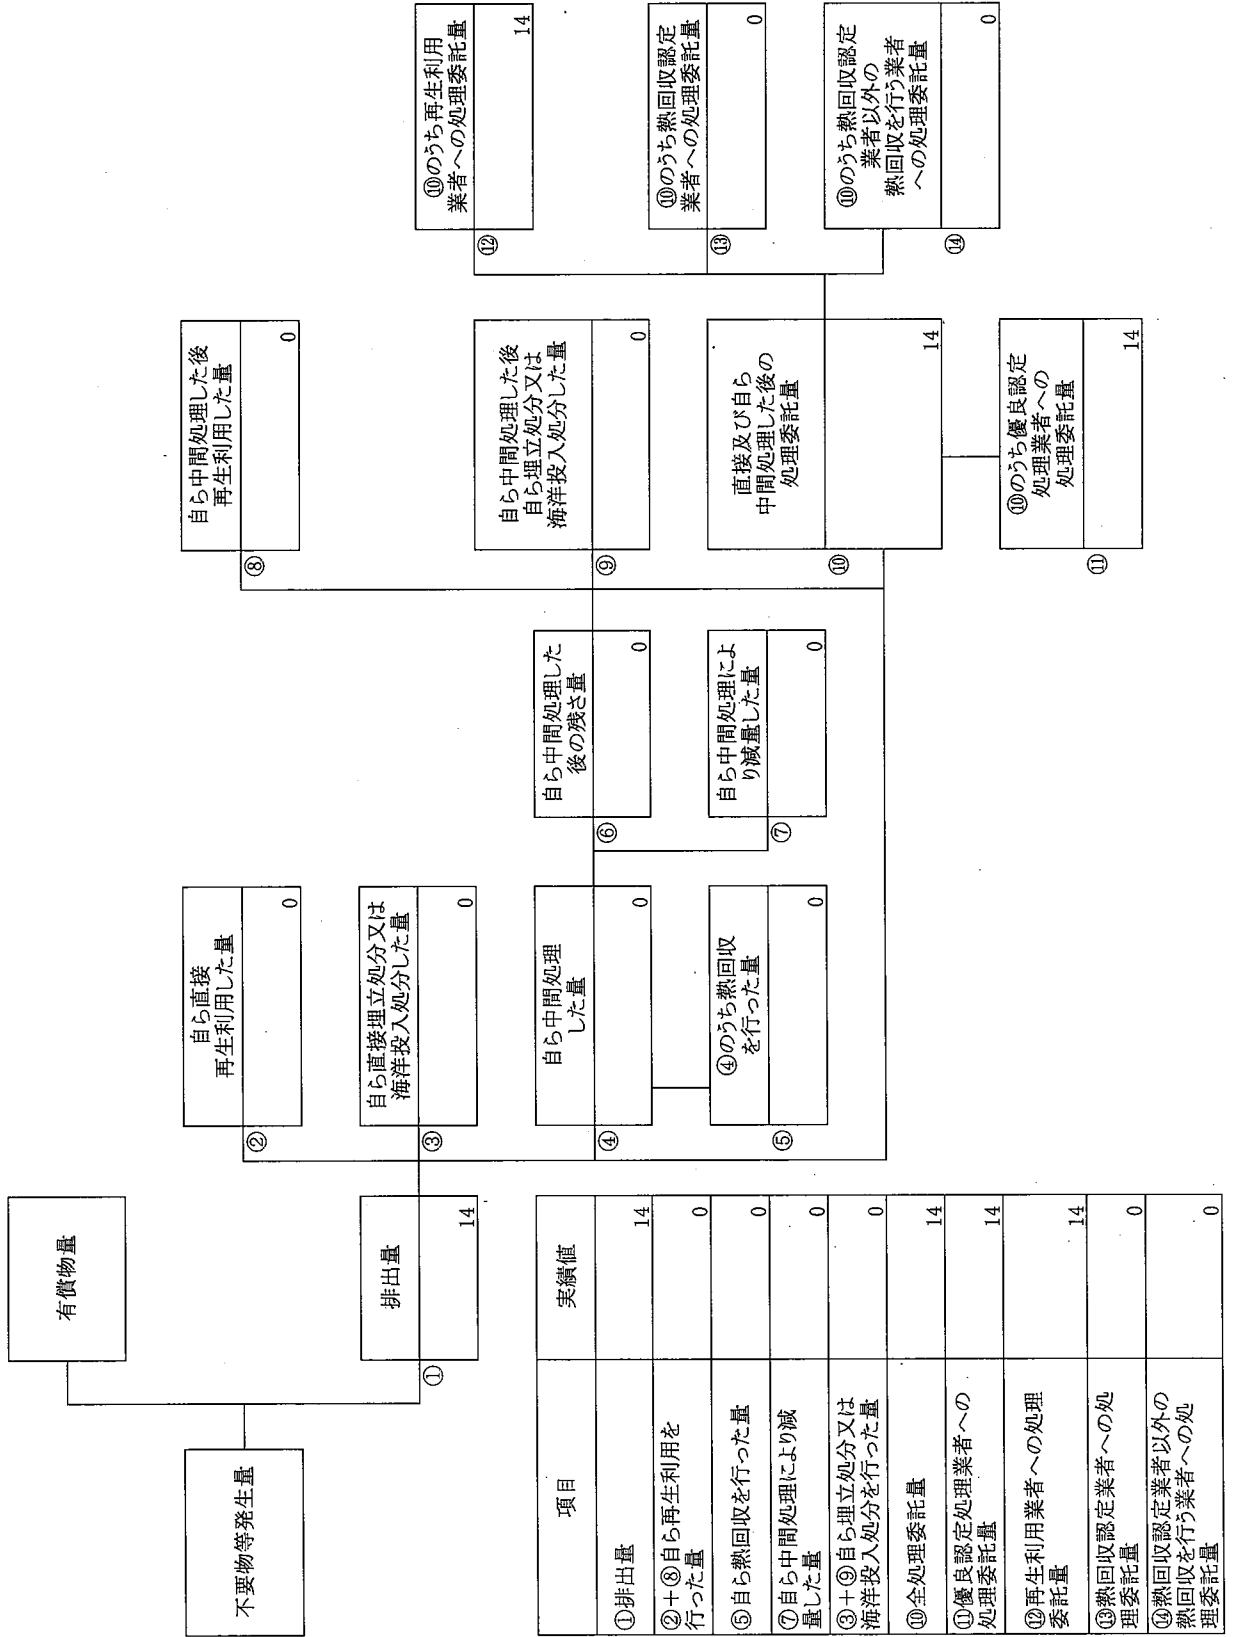 不要物等発生量
有償物量
排出量
①
14
自ら直接
再生利用した量
②
0
自ら直接埋立処分又は
海洋投入処分した量
③
0
自ら中間処理
した量
④
0
④のうち熱回収
を行った量
⑤
0
自ら中間処理した
後の残さ量
⑥
0
自ら中間処理によ
り減量した量
⑦
0
自ら中間処理した後
再生利用した量
⑧
0
自ら中間処理した後
自ら埋立処分又は
海洋投入処分した量
⑨
0
直接及び自ら
中間処理した後の
処理委託量
⑩
14
⑩のうち優良認定
処理業者への
処理委託量
⑪
14
⑩のうち再生利用
業者への処理委託量
⑫
14
⑩のうち熱回収認定
業者への処理委託量
⑬
0
⑩のうち熱回収認定
業者以外の
熱回収を行う業者
への処理委託量
⑭
0
項目 実績値
①排出量 14
②+⑧自ら再生利用を
行った量 0
⑤自ら熱回収を行った量 0
⑦自ら中間処理により減
量した量 0
③+⑨自ら埋立処分又は
海洋投入処分を行った量 0
⑩全処理委託量 14
⑪優良認定処理業者への
処理委託量 14
⑫再生利用業者への処理
委託量 14
⑬熱回収認定業者への処
理委託量 0
⑭熱回収認定業者以外の
熱回収を行う業者への処
理委託量 0